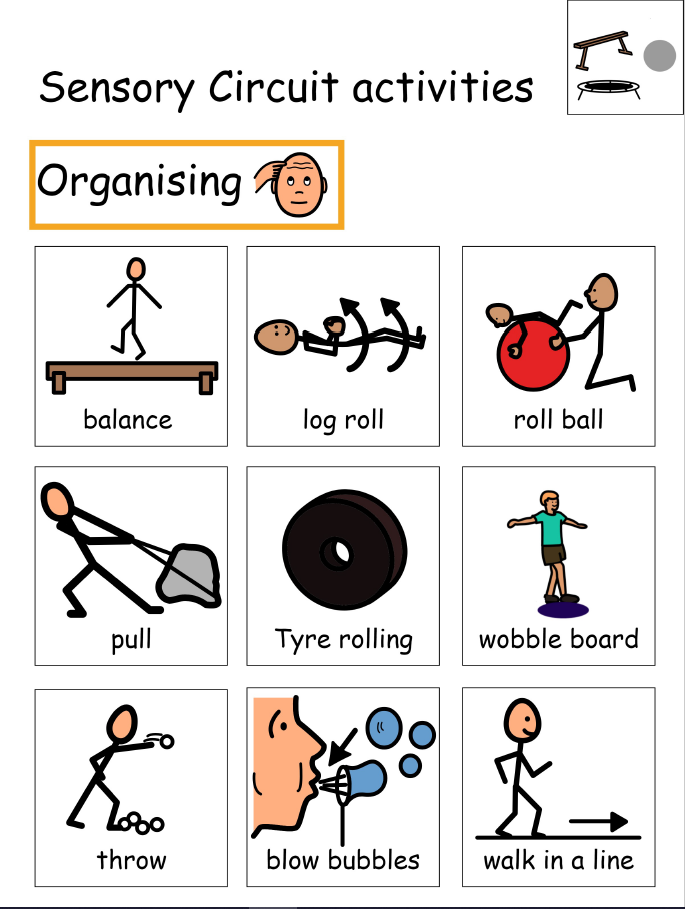 Sensory Circuit activities
Organising
balance
log roll
roll ball
pull
Tyre rolling
wobble board
throw
blow bubbles
walk in a line